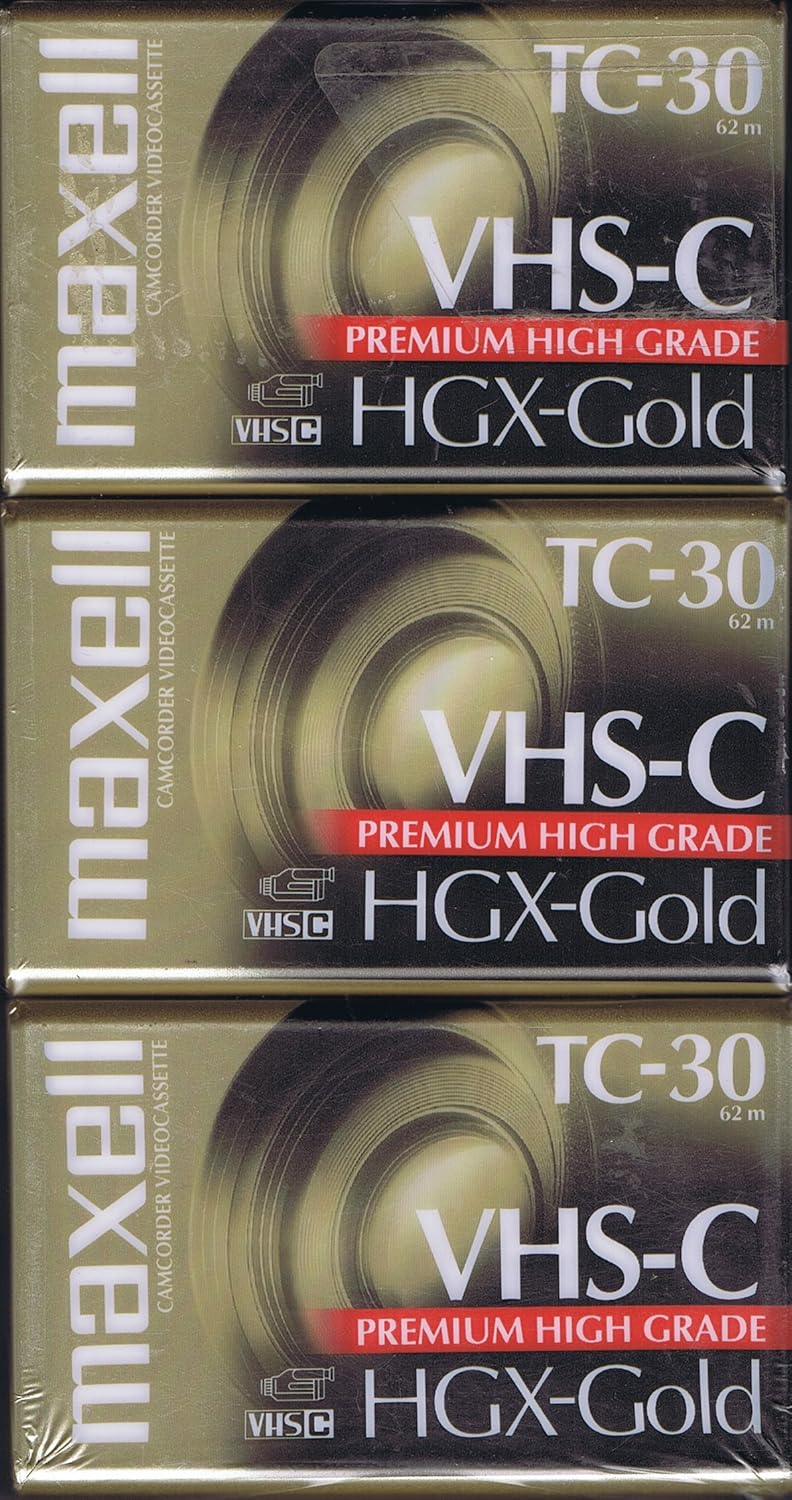 maxell
CAMCORDER VIDEOCASSETTE
TC-30
62 m
VHS-C
PREMIUM HIGH GRADE
HGX-Gold
VHS C
maxell
CAMCORDER VIDEOCASSETTE
TC-30
62 m
VHS-C
PREMIUM HIGH GRADE
HGX-Gold
VHS C
maxell
CAMCORDER VIDEOCASSETTE
TC-30
62 m
VHS-C
PREMIUM HIGH GRADE
HGX-Gold
VHS C